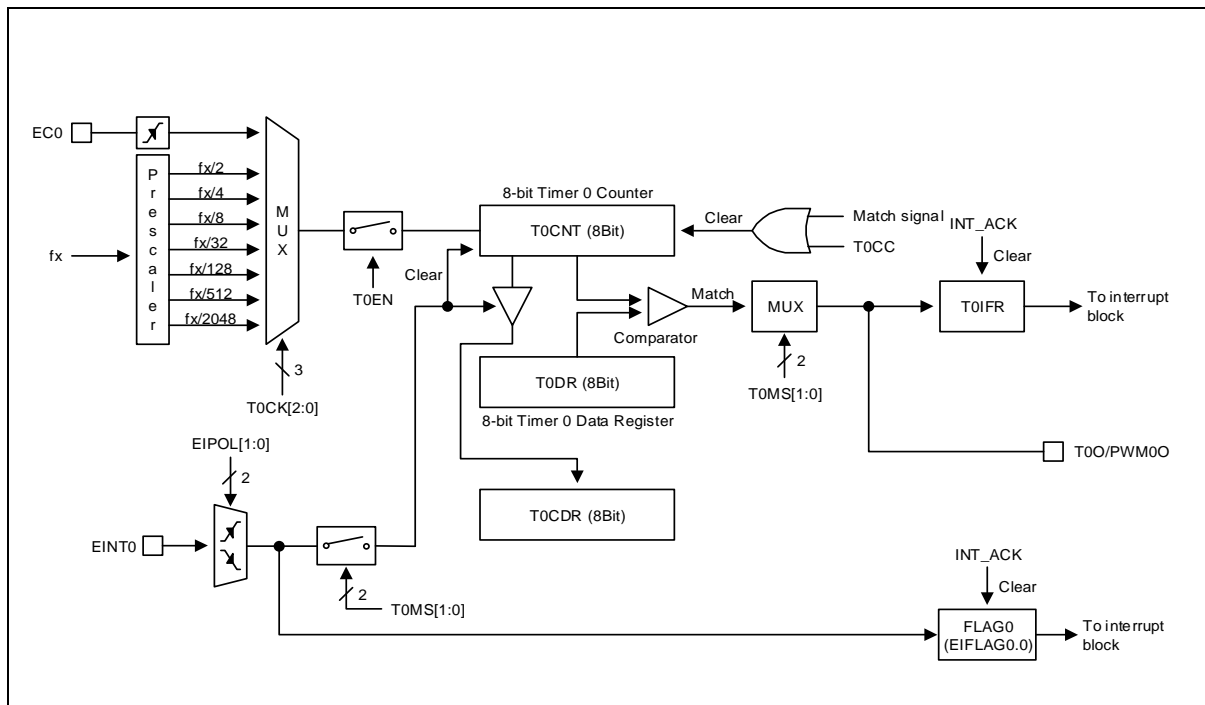 EC0
Prescaler
fx
fx/2
fx/4
fx/8
fx/32
fx/128
fx/512
fx/2048
MUX
T0CK[2:0]
3
T0EN
8-bit Timer 0 Counter
T0CNT (8Bit)
Clear
Clear
Match signal
T0CC
Comparator
Match
T0DR (8Bit)
8-bit Timer 0 Data Register
T0CDR (8Bit)
MUX
2
T0MS[1:0]
INT_ACK
Clear
T0IFR
To interrupt
block
T0O/PWM0O
EIPOL[1:0]
2
EINT0
2
T0MS[1:0]
INT_ACK
Clear
FLAG0
(EIFLAG0.0)
To interrupt
block